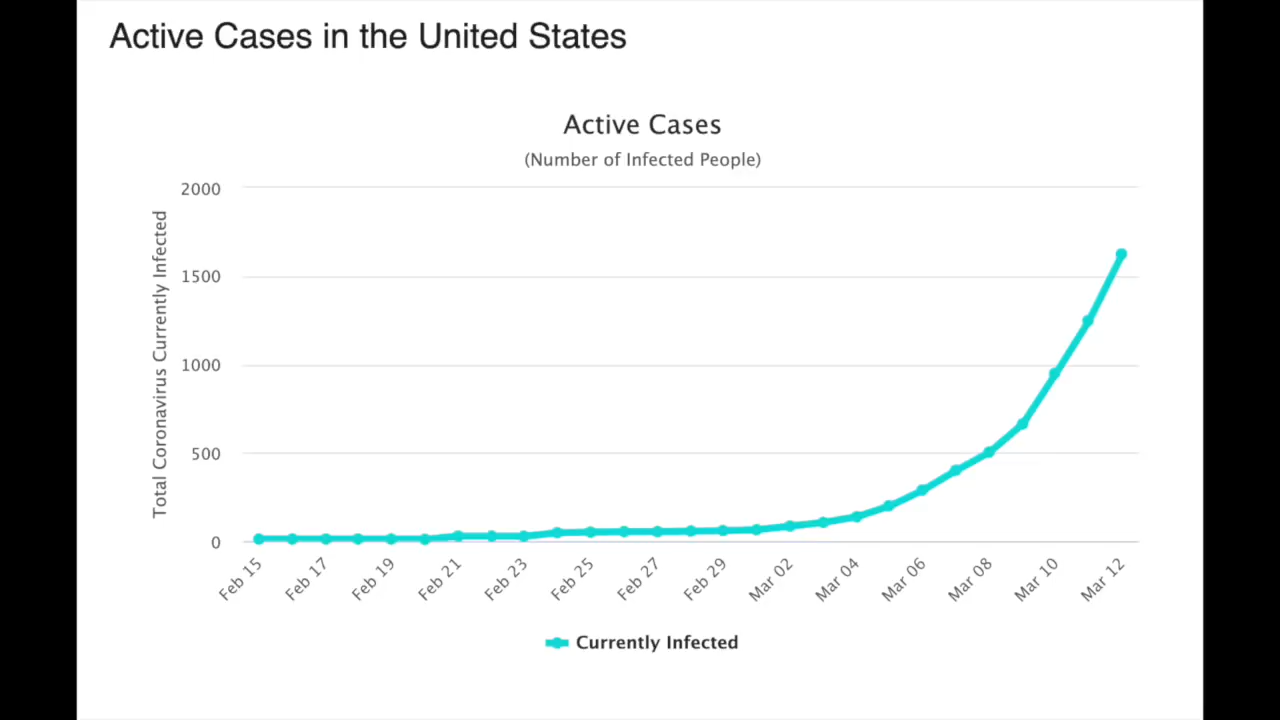 Active Cases in the United States
Active Cases
(Number of Infected People)
Total Coronavirus Currently Infected
2000
1500
1000
500
0
Feb 15
Feb 17
Feb 19
Feb 21
Feb 23
Feb 25
Feb 27
Feb 29
Mar 02
Mar 04
Mar 06
Mar 08
Mar 10
Mar 12
Currently Infected